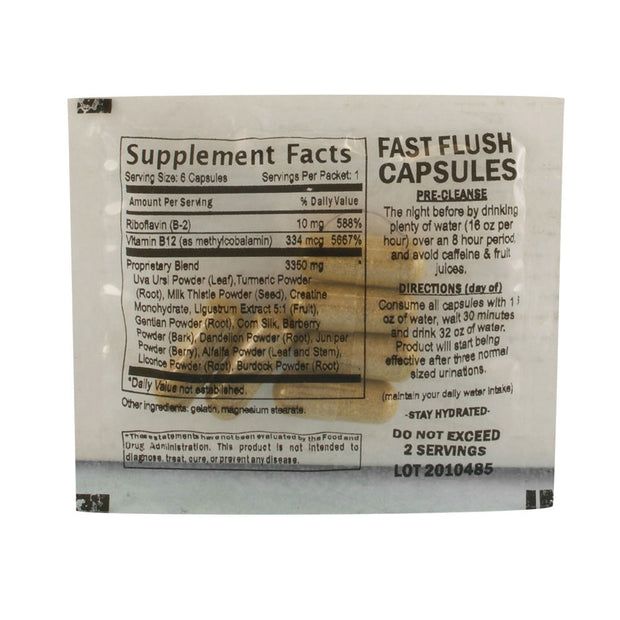 Supplement Facts
Serving Size: 6 Capsules Servings Per Packet: 1
Amount Per Serving % Daily Value
Riboflavin (B-2) 10 mg 588%
Vitamin B12 (as methylcobalamin) 334 mcg 5667%
Proprietary Blend 3350 mg *
Uva Ursi Powder (Leaf), Turmeric Powder
(Root), Milk Thistle Powder (Seed), Creatine
Monohydrate, Ligustrum Extract 5:1 (Fruit),
Gentian Powder (Root), Corn Silk, Barberry
Powder (Bark), Dandelion Powder (Root), Juniper
Powder (Berry), Alfalfa Powder (Leaf and Stem),
Licorice Powder (Root), Burdock Powder (Root)
*Daily Value not established.
Other ingredients: gelatin, magnesium stearate.
*These statements have not been evaluated by the Food and
Drug Administration. This product is not intended to
diagnose, treat, cure, or prevent any disease.
FAST FLUSH
CAPSULES
PRE-CLEANSE
The night before by drinking
plenty of water (16 oz per
hour) over an 8 hour period,
and avoid caffeine & fruit
juices.
DIRECTIONS (day of)
Consume all capsules with
oz of water, wait 30 minutes
and drink 32 oz of water.
Product will start being
effective after three normal
sized urinations.
(maintain your daily water intake)
-STAY HYDRATED-
DO NOT EXCEED
2 SERVINGS
LOT 2010485